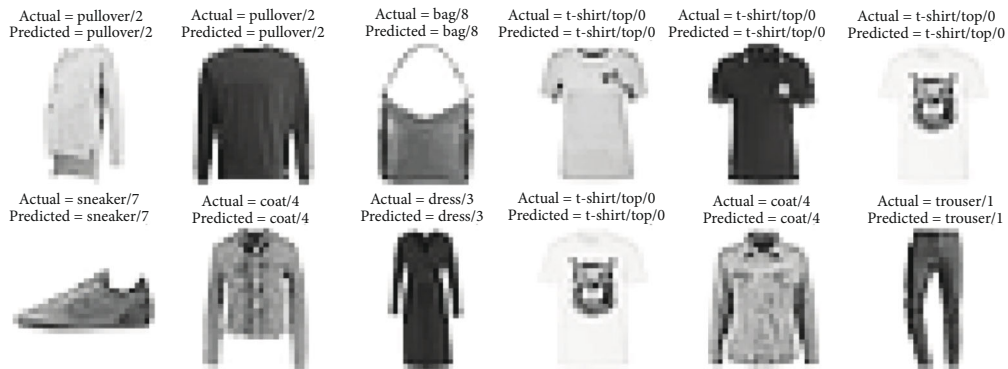 Actual = pullover/2
Predicted = pullover/2
Actual = pullover/2
Predicted = pullover/2
Actual = bag/8
Predicted = bag/8
Actual = t-shirt/top/0
Predicted = t-shirt/top/0
Actual = t-shirt/top/0
Predicted = t-shirt/top/0
Actual = t-shirt/top/0
Predicted = t-shirt/top/0
Actual = sneaker/7
Predicted = sneaker/7
Actual = coat/4
Predicted = coat/4
Actual = dress/3
Predicted = dress/3
Actual = t-shirt/top/0
Predicted = t-shirt/top/0
Actual = coat/4
Predicted = coat/4
Actual = trouser/1
Predicted = trouser/1